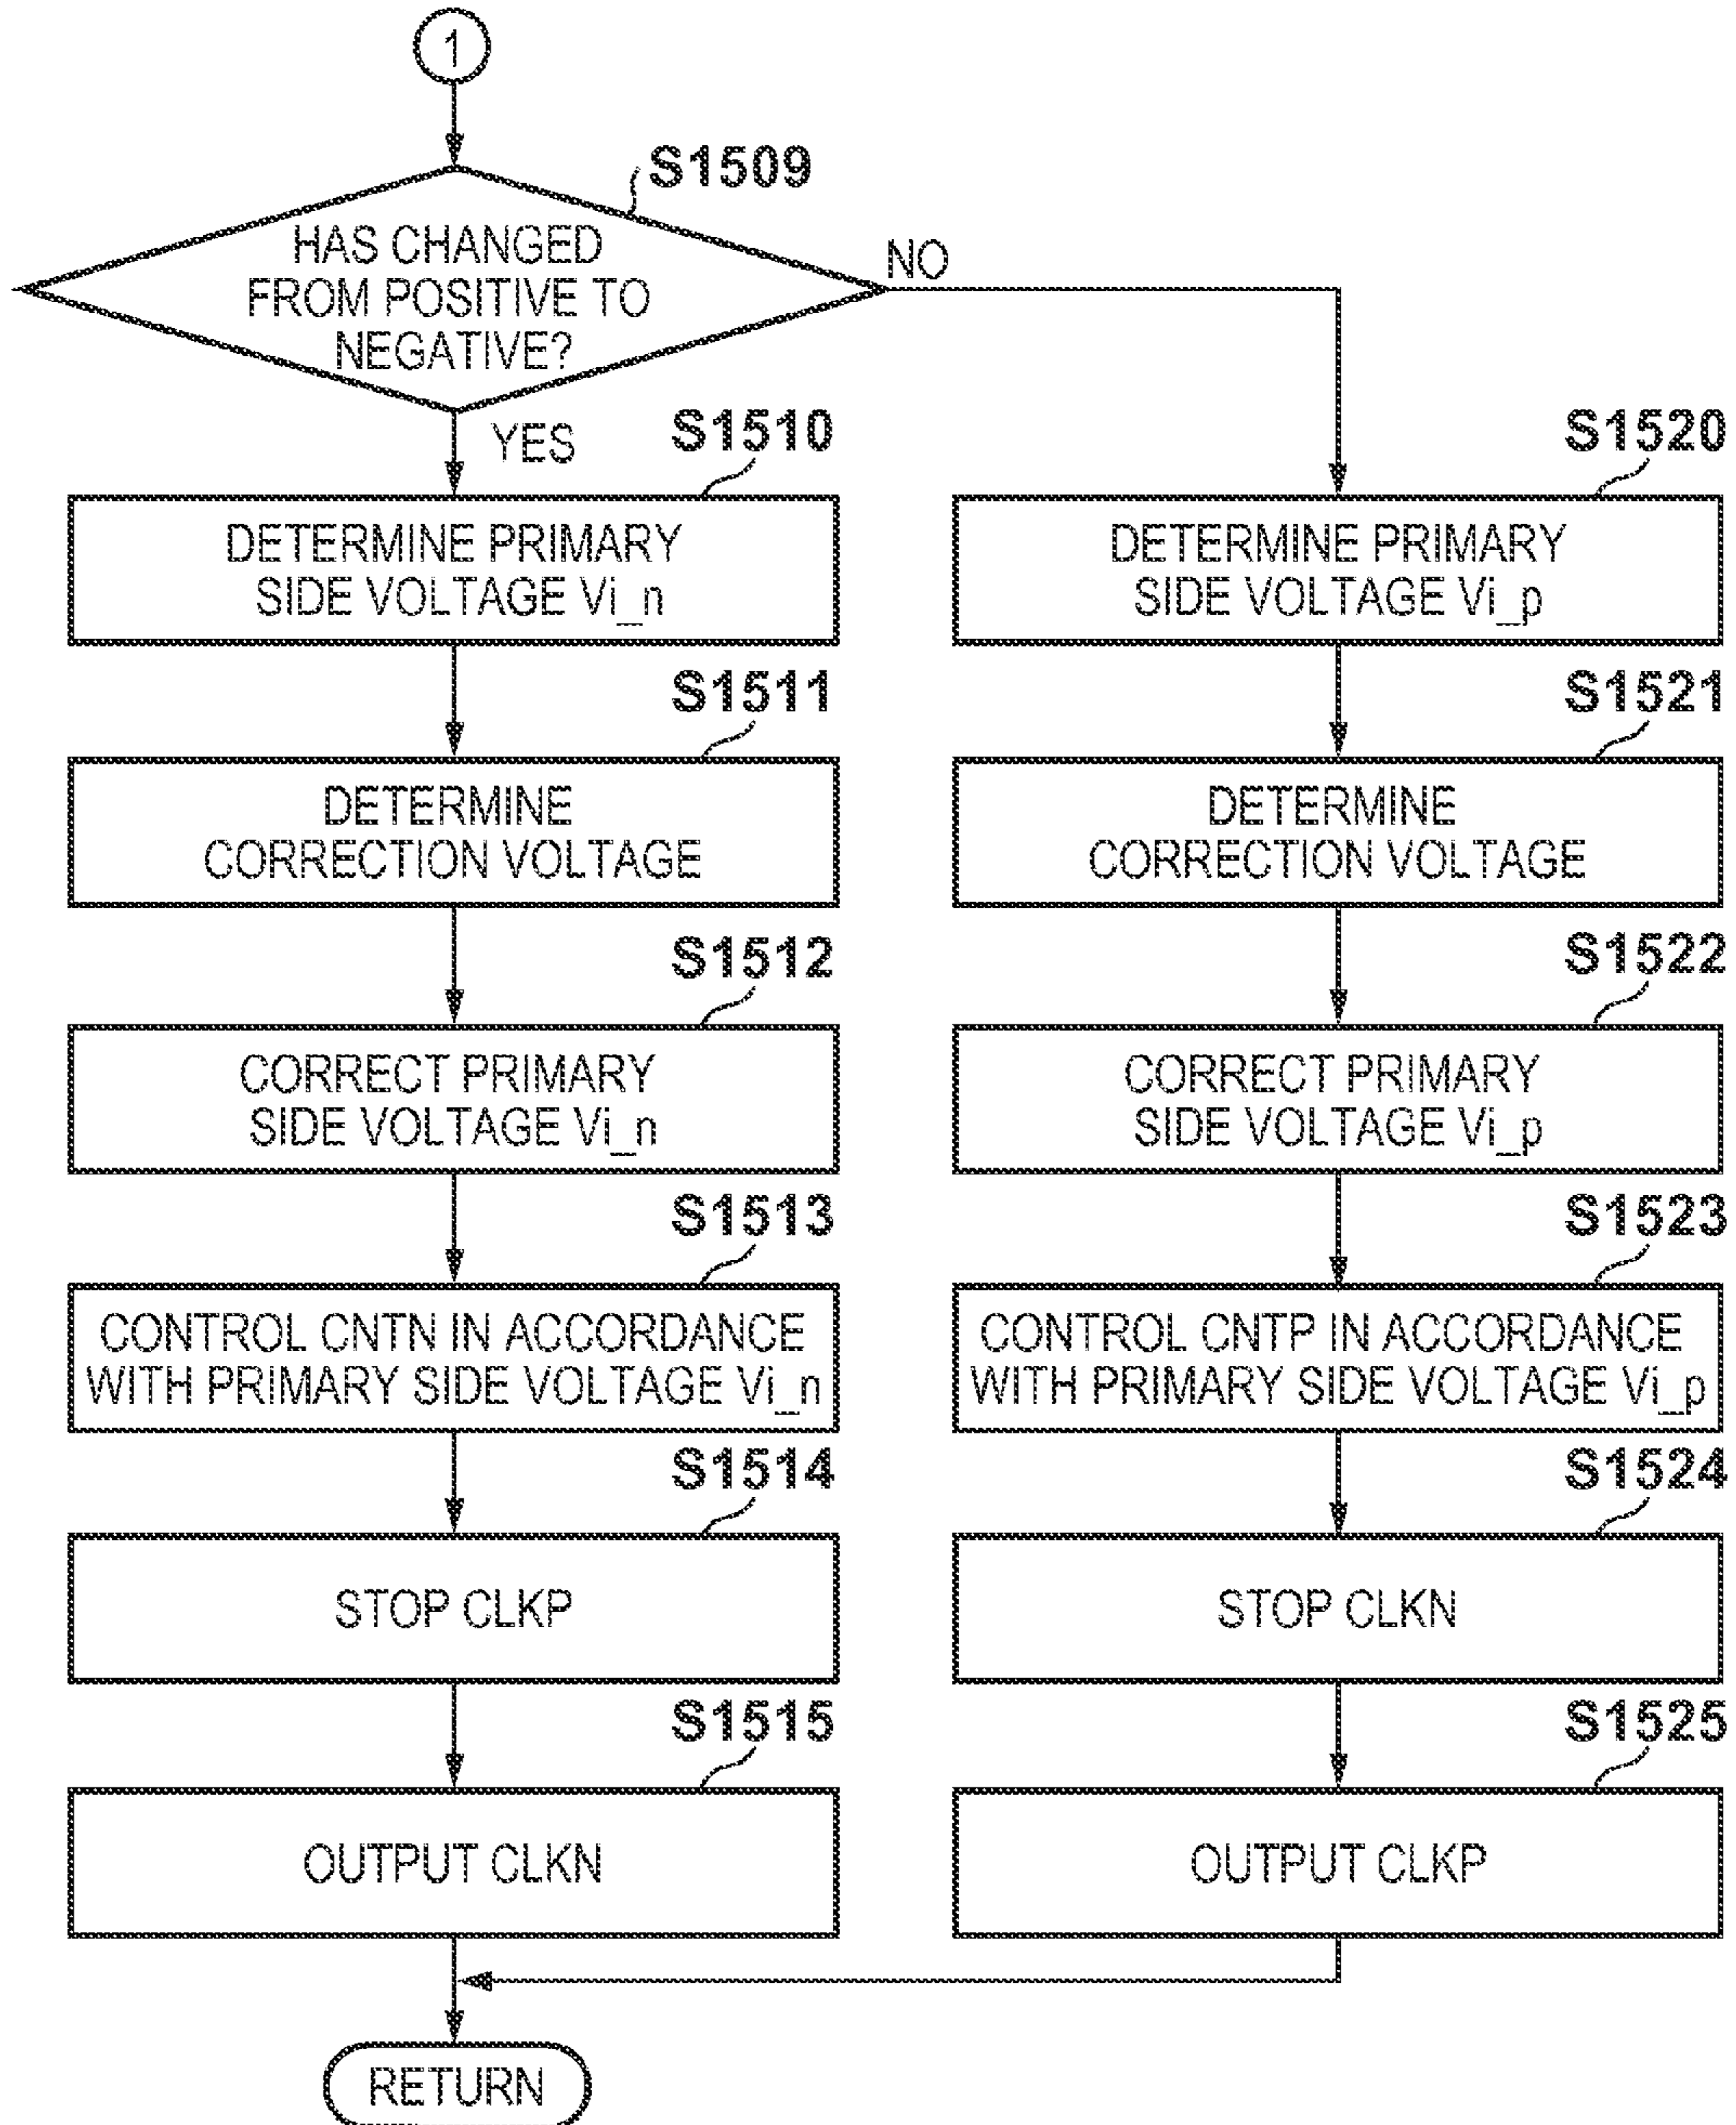 1
S1509
HAS CHANGED
FROM POSITIVE TO
NEGATIVE?
NO
YES
S1510
DETERMINE PRIMARY
SIDE VOLTAGE Vi_n
S1511
DETERMINE
CORRECTION VOLTAGE
S1512
CORRECT PRIMARY
SIDE VOLTAGE Vi_n
S1513
CONTROL CNTN IN ACCORDANCE
WITH PRIMARY SIDE VOLTAGE Vi_n
S1514
STOP CLKP
S1515
OUTPUT CLKN
S1520
DETERMINE PRIMARY
SIDE VOLTAGE Vi_p
S1521
DETERMINE
CORRECTION VOLTAGE
S1522
CORRECT PRIMARY
SIDE VOLTAGE Vi_p
S1523
CONTROL CNTP IN ACCORDANCE
WITH PRIMARY SIDE VOLTAGE Vi_p
S1524
STOP CLKN
S1525
OUTPUT CLKP
RETURN